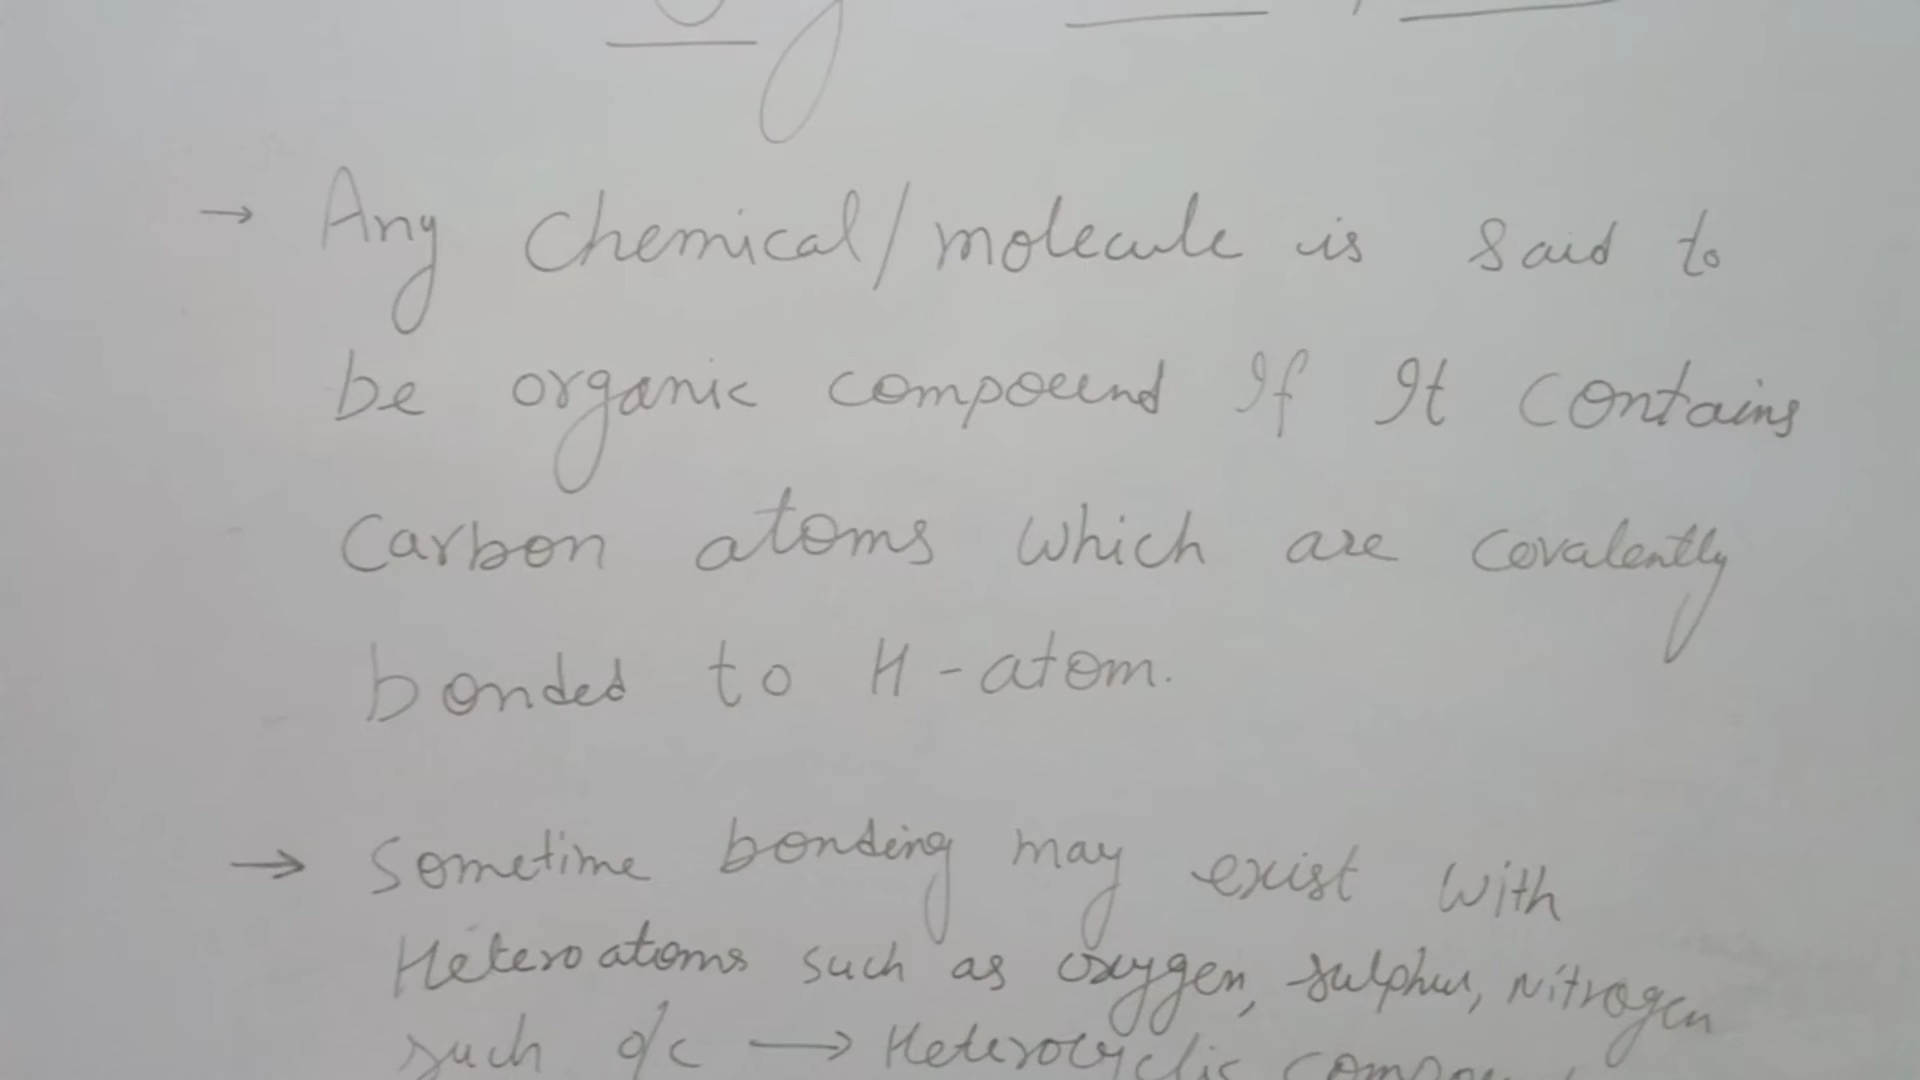 → Any Chemical/molecule is said to
be organic compound If It Contains
Carbon atoms which are covalently
bonded to H-atom.
→ Sometime bonding may exist with
Heteroatoms such as oxygen, sulphur, Nitrogen
such o/c → Heterocyclic